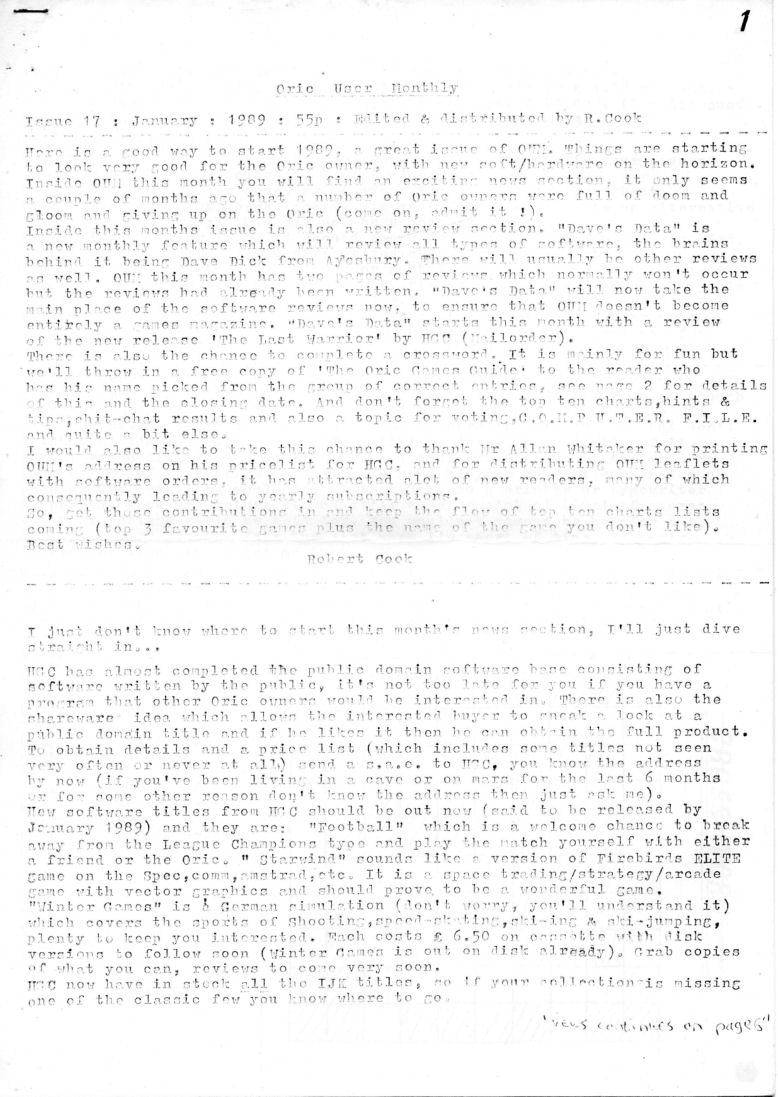 1
Oric User Monthly
Issue 17 : January : 1989 : 55p : Edited & distributed by R.Cook
Here is a good way to start 1989, a great issue of OUM. Things are starting
to look very good for the Oric owner, with new soft/hardware on the horizon.
Inside OUM this month you will find an exciting news section, it only seems
a couple of months ago that a number of Oric owners were full of doom and
gloom and giving up on the Oric (come on, admit it !).
Inside this months issue is also a new review section. "Dave's Data" is
a new monthly feature which will review all types of software, the brains
behind it being Dave Dick from Aylesbury. There will usually be other reviews
as well. OUM this month has two pages of reviews which normally won't occur
but the reviews had already been written. "Dave's Data" will now take the
main place of the software reviews now, to ensure that OUM doesn't become
entirely a games magazine. "Dave's Data" starts this month with a review
of the new release 'The Last Warrior' by HGC (Mailorder).
There is also the chance to complete a crossword. It is mainly for fun but
we'll throw in a free copy of 'The Oric Games Guide' to the reader who
has his name picked from the group of correct entries, see page 2 for details
of this and the closing date. And don't forget the top ten charts,hints &
tips,chit-chat results and also a topic for voting,C.O.M.P U.T.E.R. F.I.L.E.
and quite a bit else.
I would also like to take this chance to thank Mr Allan Whitaker for printing
OUM's address on his pricelist for HGC, and for distributing OUM leaflets
with software orders, it has attracted alot of new readers, many of which
consequently leading to yearly subscriptions.
So, get those contributions in and keep the flow of top ten charts lists
coming (top 3 favourite games plus the name of the game you don't like).
Best wishes.
Robert Cook
I just don't know where to start this month's news section, I'll just dive
straight in...
HGC has almost completed the public domain software base consisting of
software written by the public, it's not too late for you if you have a
program that other Oric owners would be interested in. There is also the
shareware idea which allows the interested buyer to sneak a look at a
public domain title and if he likes it then he can obtain the full product.
To obtain details and a price list (which includes some titles not seen
very often or never at all) send a s.a.e. to HGC, you know the address
by now (if you've been living in a cave or on mars for the last 6 months
or for some other reason don't know the address then just ask me).
New software titles from HGC should be out now (said to be released by
January 1989) and they are: "Football" which is a welcome chance to break
away from the League Champions type and play the match yourself with either
a friend or the Oric. " Starwind" sounds like a version of Firebirds ELITE
game on the Spec,comm,amstrad,etc. It is a space trading/strategy/arcade
game with vector graphics and should prove to be a wonderful game.
"Winter Games" is a German simulation (don't worry, you'll understand it)
which covers the sports of Shooting,speed-skating,ski-ing & ski-jumping,
plenty to keep you interested. Each costs £ 6.50 on cassette with disk
versions to follow soon (Winter Games is out on disk already). Grab copies
of what you can, reviews to come very soon.
HGC now have in stock all the IJK titles, so if your collection is missing
one of the classic few you know where to go.
"news continues on page 6"